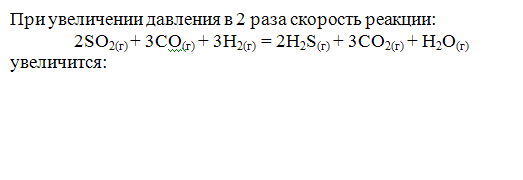 При увеличении давления в 2 раза скорость реакции:
2SO₂₍г₎ + 3CO₍г₎ + 3H₂₍г₎ = 2H₂S₍г₎ + 3CO₂₍г₎ + H₂O₍г₎
увеличится: